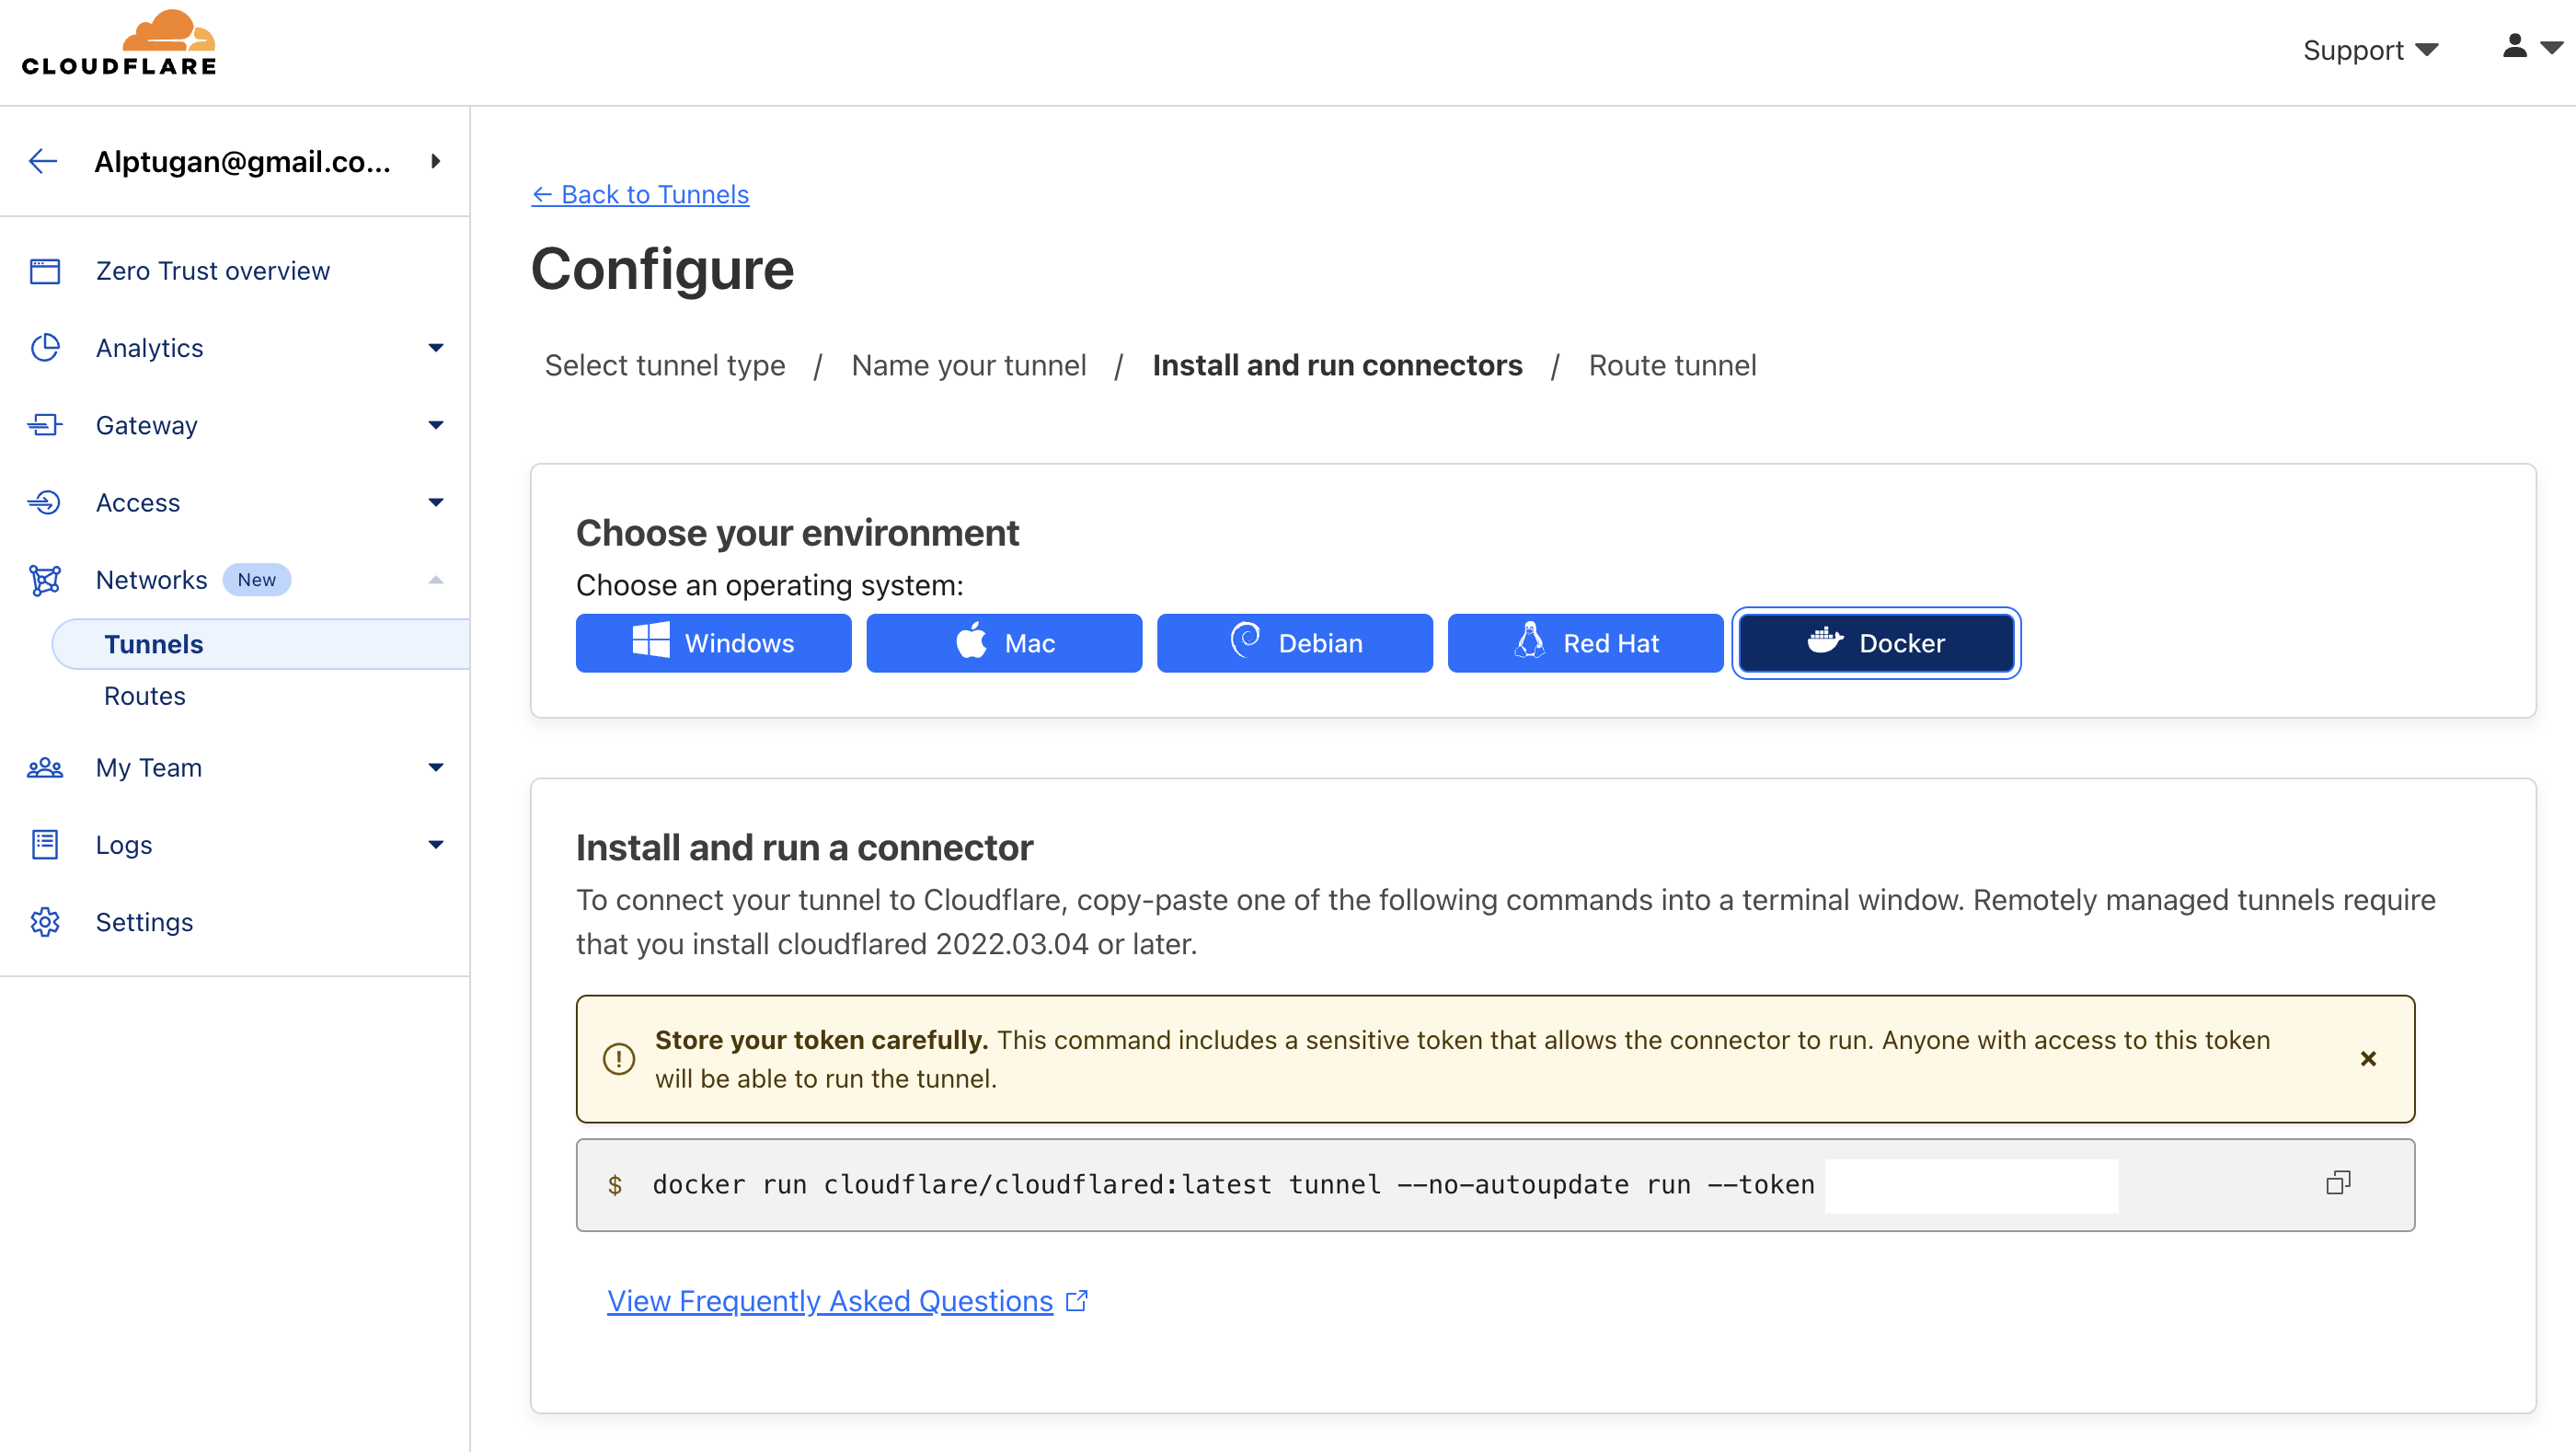 CLOUDFLARE
Support
Alptugan@gmail.co...
Zero Trust overview
Analytics
Gateway
Access
Networks New
Tunnels
Routes
My Team
Logs
Settings
← Back to Tunnels
Configure
Select tunnel type / Name your tunnel / Install and run connectors / Route tunnel
Choose your environment
Choose an operating system:
Windows Mac Debian Red Hat Docker
Install and run a connector
To connect your tunnel to Cloudflare, copy-paste one of the following commands into a terminal window. Remotely managed tunnels require
that you install cloudflared 2022.03.04 or later.
Store your token carefully. This command includes a sensitive token that allows the connector to run. Anyone with access to this token
will be able to run the tunnel.
$ docker run cloudflare/cloudflared:latest tunnel --no-autoupdate run --token
View Frequently Asked Questions